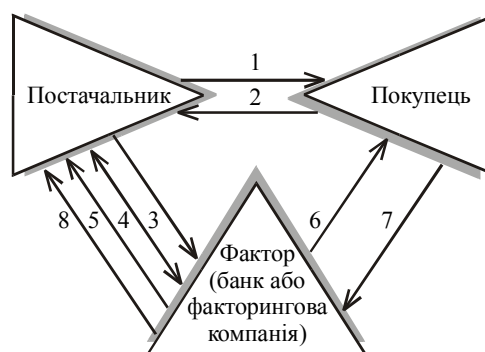 1
Постачальник
2
Покупець
8 5 4 3
6
7
Фактор
(банк або
факторингова
компанія)